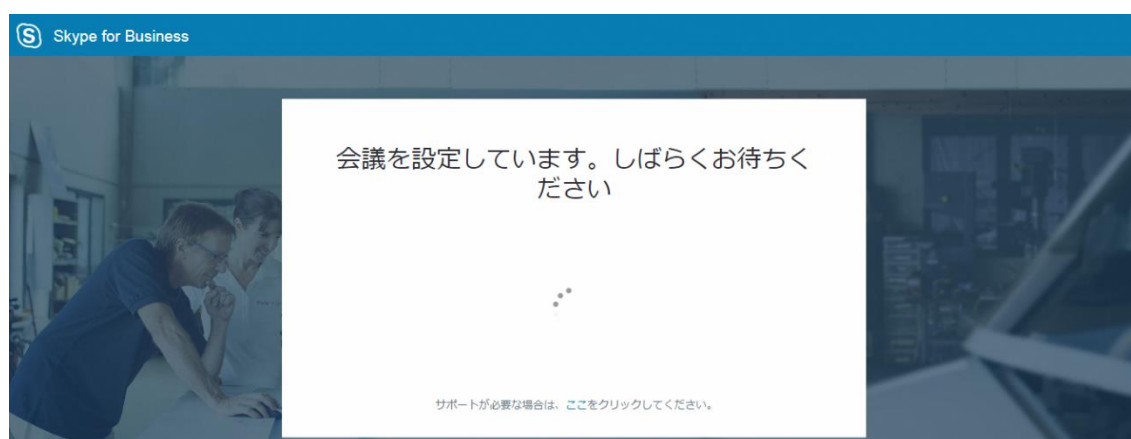 Skype for Business
会議を設定しています。しばらくお待ちく
ださい
サポートが必要な場合は、ここをクリックしてください。